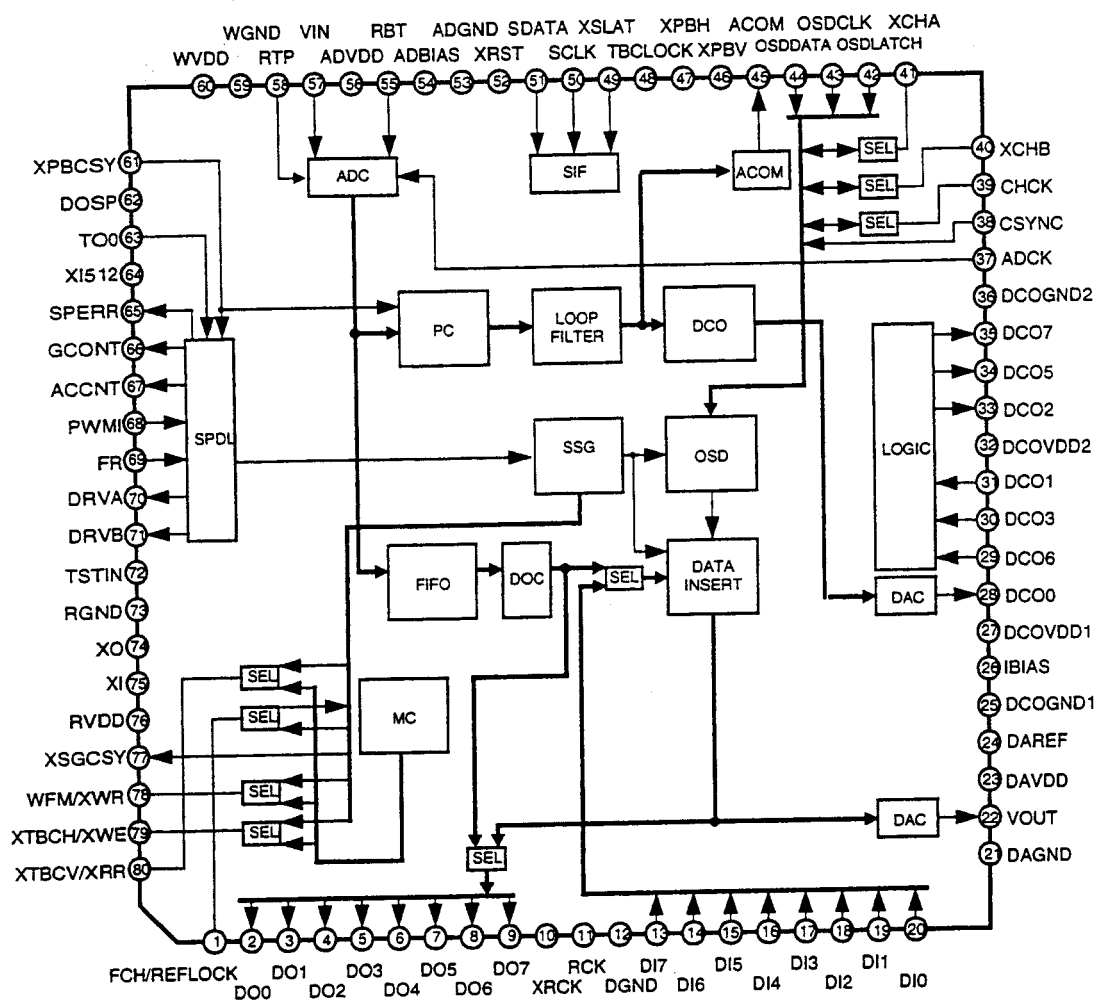 WGND VIN RBT ADGND SDATA XSLAT XPBH ACOM OSDCLK XCHA
WVDD RTP ADVDD ADBIAS XRST SCLK TBCLOCK XPBV OSDDATA OSDLATCH
60 59 58 57 56 55 54 53 52 51 50 49 48 47 46 45 44 43 42 41
XPBCSY 61
DOSP 62
TO0 63
XI512 64
SPERR 65
GCONT 66
ACCNT 67
PWMI 68
FR 69
DRVA 70
DRVB 71
TSTIN 72
RGND 73
XO 74
XI 75
RVDD 76
XSGCSY 77
WFM/XWR 78
XTBCH/XWE 79
XTBCV/XRR 80
ADC
SIF
ACOM
SEL
SEL
SEL
PC
LOOP
FILTER
DCO
SPDL
SSG
OSD
LOGIC
FIFO
DOC
SEL
DATA
INSERT
DAC
SEL
SEL
MC
SEL
SEL
SEL
DAC
40 XCHB
39 CHCK
38 CSYNC
37 ADCK
36 DCOGND2
35 DCO7
34 DCO5
33 DCO2
32 DCOVDD2
31 DCO1
30 DCO3
29 DCO6
28 DCO0
27 DCOVDD1
26 IBIAS
25 DCOGND1
24 DAREF
23 DAVDD
22 VOUT
21 DAGND
1 2 3 4 5 6 7 8 9 10 11 12 13 14 15 16 17 18 19 20
FCH/REFLOCK DO1 DO3 DO5 DO7 RCK DI7 DI5 DI3 DI1
DO0 DO2 DO4 DO6 XRCK DGND DI6 DI4 DI2 DI0